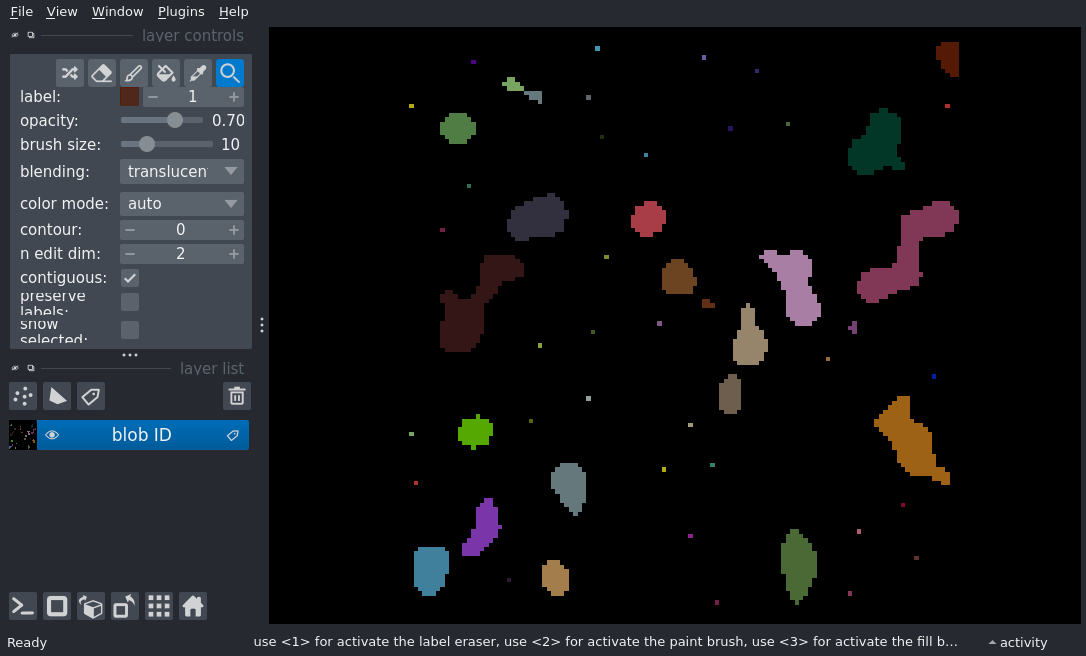 File View Window Plugins Help
layer controls
label: 1
opacity: 0.70
brush size: 10
blending: translucen
color mode: auto
contour: 0
n edit dim: 2
contiguous:
preserve
labels:
show
selected:
layer list
blob ID
Ready
use <1> for activate the label eraser, use <2> for activate the paint brush, use <3> for activate the fill b...
activity